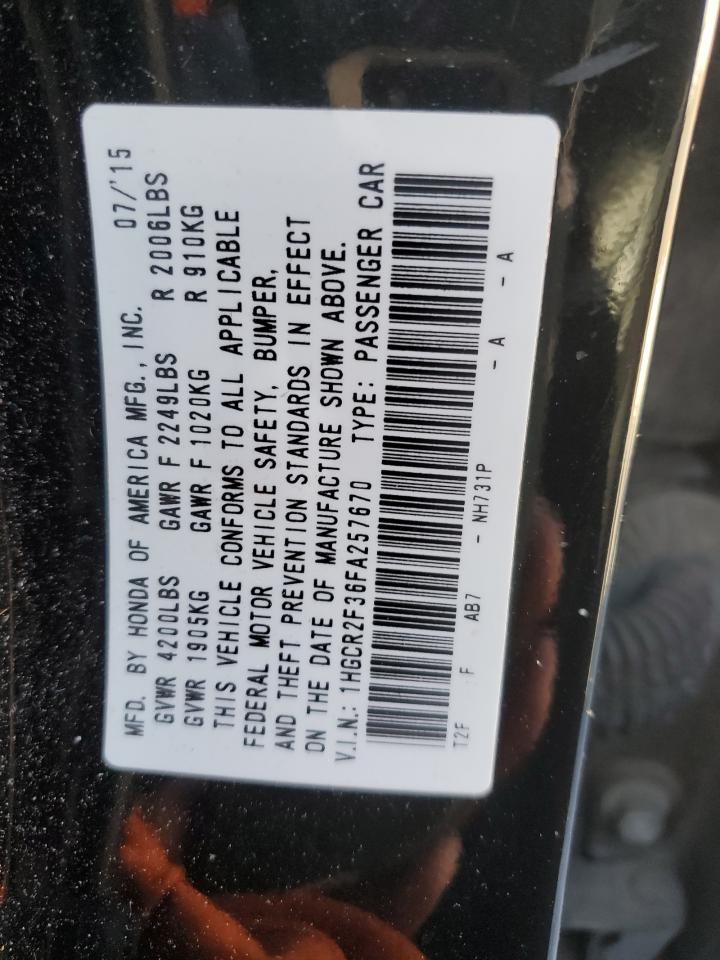 MFD. BY HONDA OF AMERICA MFG., INC. 07/'15
GVWR 4200LBS GAWR F 2249LBS R 2006LBS
GVWR 1905KG GAWR F 1020KG R 910KG
THIS VEHICLE CONFORMS TO ALL APPLICABLE
FEDERAL MOTOR VEHICLE SAFETY, BUMPER,
AND THEFT PREVENTION STANDARDS IN EFFECT
ON THE DATE OF MANUFACTURE SHOWN ABOVE.
V.I.N.: 1HGCR2F36FA257670 TYPE: PASSENGER CAR
T2F F AB7 - NH731P - A - A